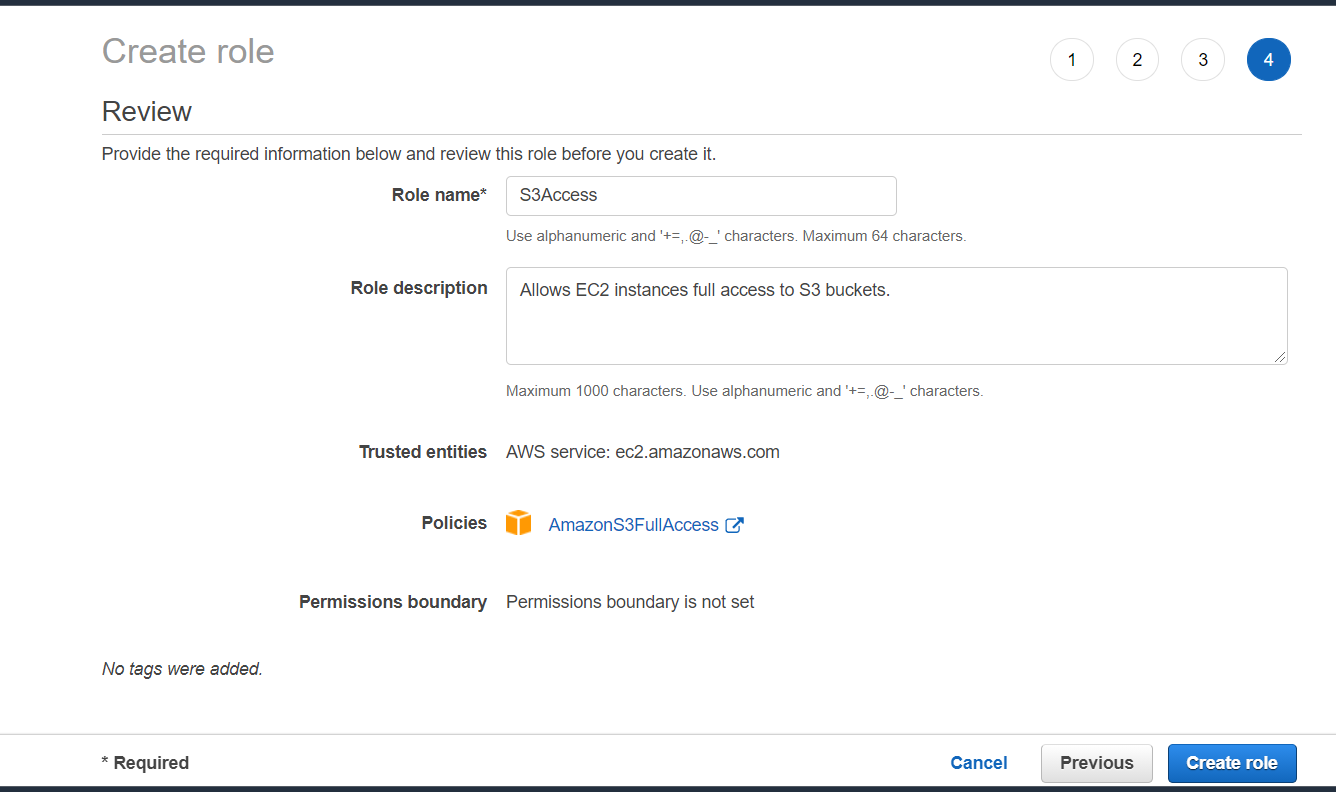 Create role
1 2 3 4
Review
Provide the required information below and review this role before you create it.
Role name* S3Access
Use alphanumeric and '+=,.@-_' characters. Maximum 64 characters.
Role description Allows EC2 instances full access to S3 buckets.
Maximum 1000 characters. Use alphanumeric and '+=,.@-_' characters.
Trusted entities AWS service: ec2.amazonaws.com
Policies AmazonS3FullAccess
Permissions boundary Permissions boundary is not set
No tags were added.
* Required Cancel Previous Create role